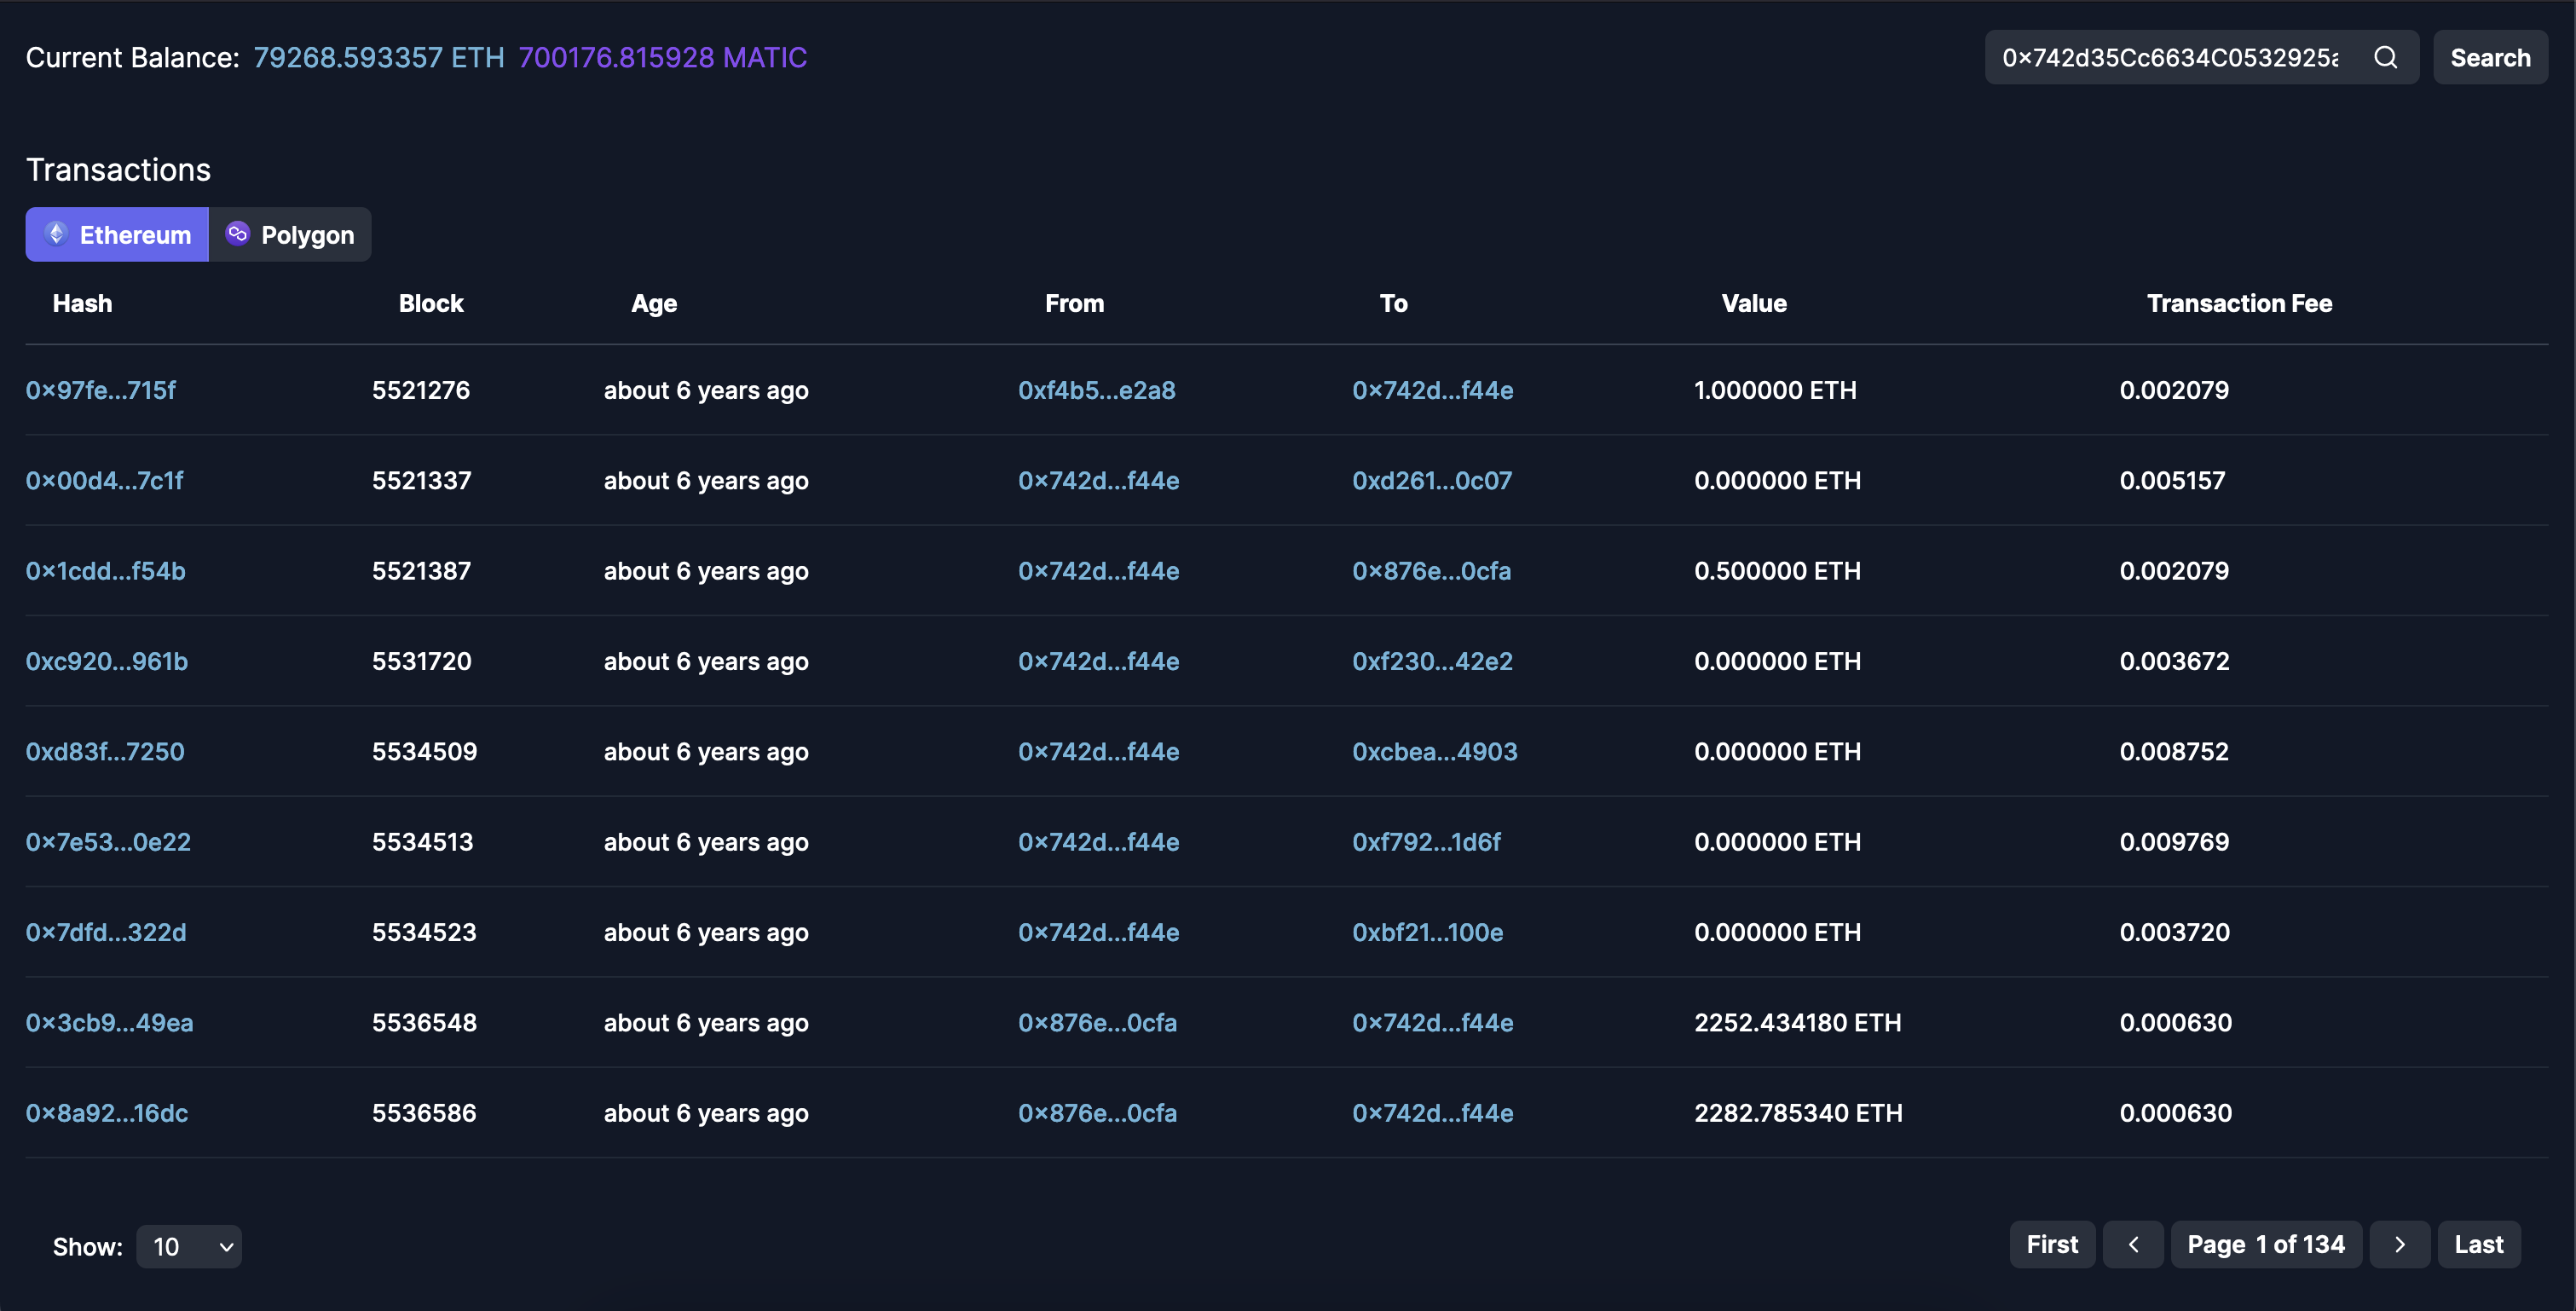 Current Balance: 79268.593357 ETH 700176.815928 MATIC
0x742d35Cc6634C0532925a
Search
Transactions
Ethereum Polygon
Hash Block Age From To Value Transaction Fee
0x97fe...715f 5521276 about 6 years ago 0xf4b5...e2a8 0x742d...f44e 1.000000 ETH 0.002079
0x00d4...7c1f 5521337 about 6 years ago 0x742d...f44e 0xd261...0c07 0.000000 ETH 0.005157
0x1cdd...f54b 5521387 about 6 years ago 0x742d...f44e 0x876e...0cfa 0.500000 ETH 0.002079
0xc920...961b 5531720 about 6 years ago 0x742d...f44e 0xf230...42e2 0.000000 ETH 0.003672
0xd83f...7250 5534509 about 6 years ago 0x742d...f44e 0xcbea...4903 0.000000 ETH 0.008752
0x7e53...0e22 5534513 about 6 years ago 0x742d...f44e 0xf792...1d6f 0.000000 ETH 0.009769
0x7dfd...322d 5534523 about 6 years ago 0x742d...f44e 0xbf21...100e 0.000000 ETH 0.003720
0x3cb9...49ea 5536548 about 6 years ago 0x876e...0cfa 0x742d...f44e 2252.434180 ETH 0.000630
0x8a92...16dc 5536586 about 6 years ago 0x876e...0cfa 0x742d...f44e 2282.785340 ETH 0.000630
Show: 10
First Page 1 of 134 Last